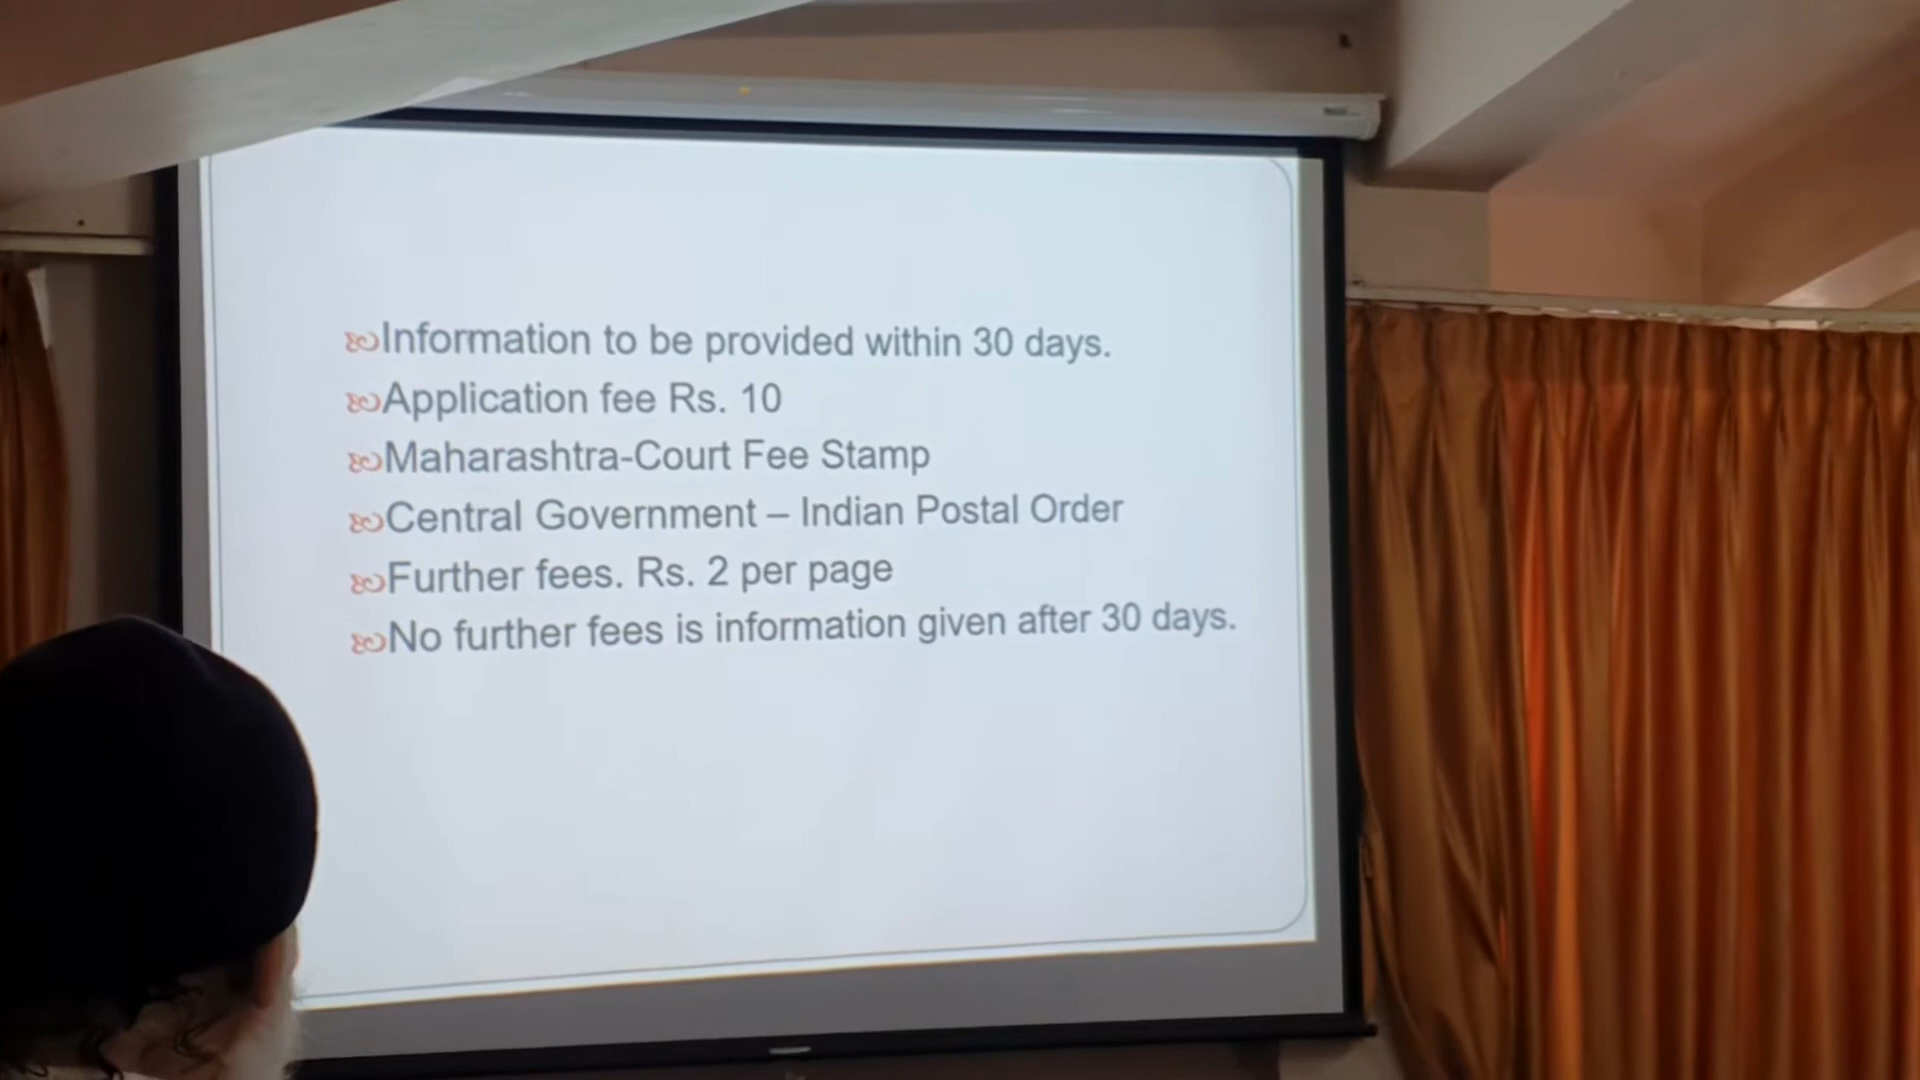 Information to be provided within 30 days.
Application fee Rs. 10
Maharashtra-Court Fee Stamp
Central Government – Indian Postal Order
Further fees. Rs. 2 per page
No further fees is information given after 30 days.